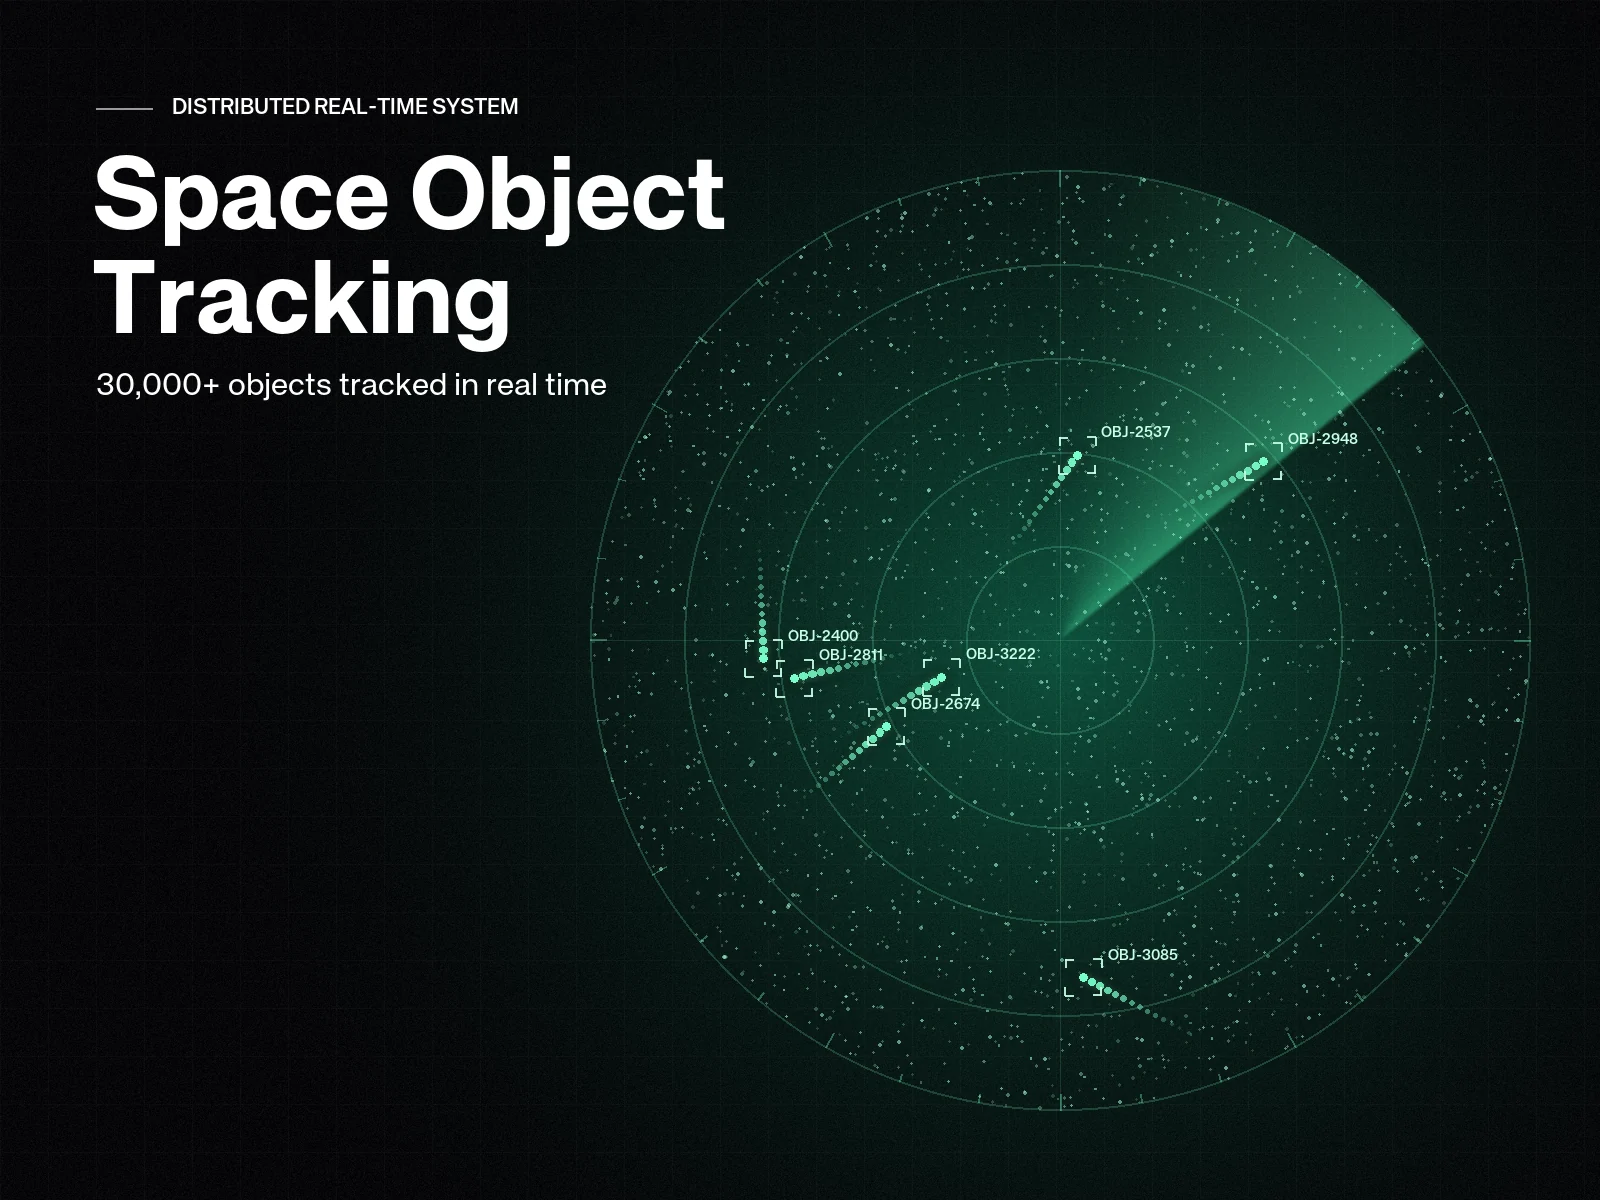 DISTRIBUTED REAL-TIME SYSTEM
Space Object
Tracking
30,000+ objects tracked in real time
OBJ-2537
OBJ-2948
OBJ-2400
OBJ-2811
OBJ-3222
OBJ-2674
OBJ-3085